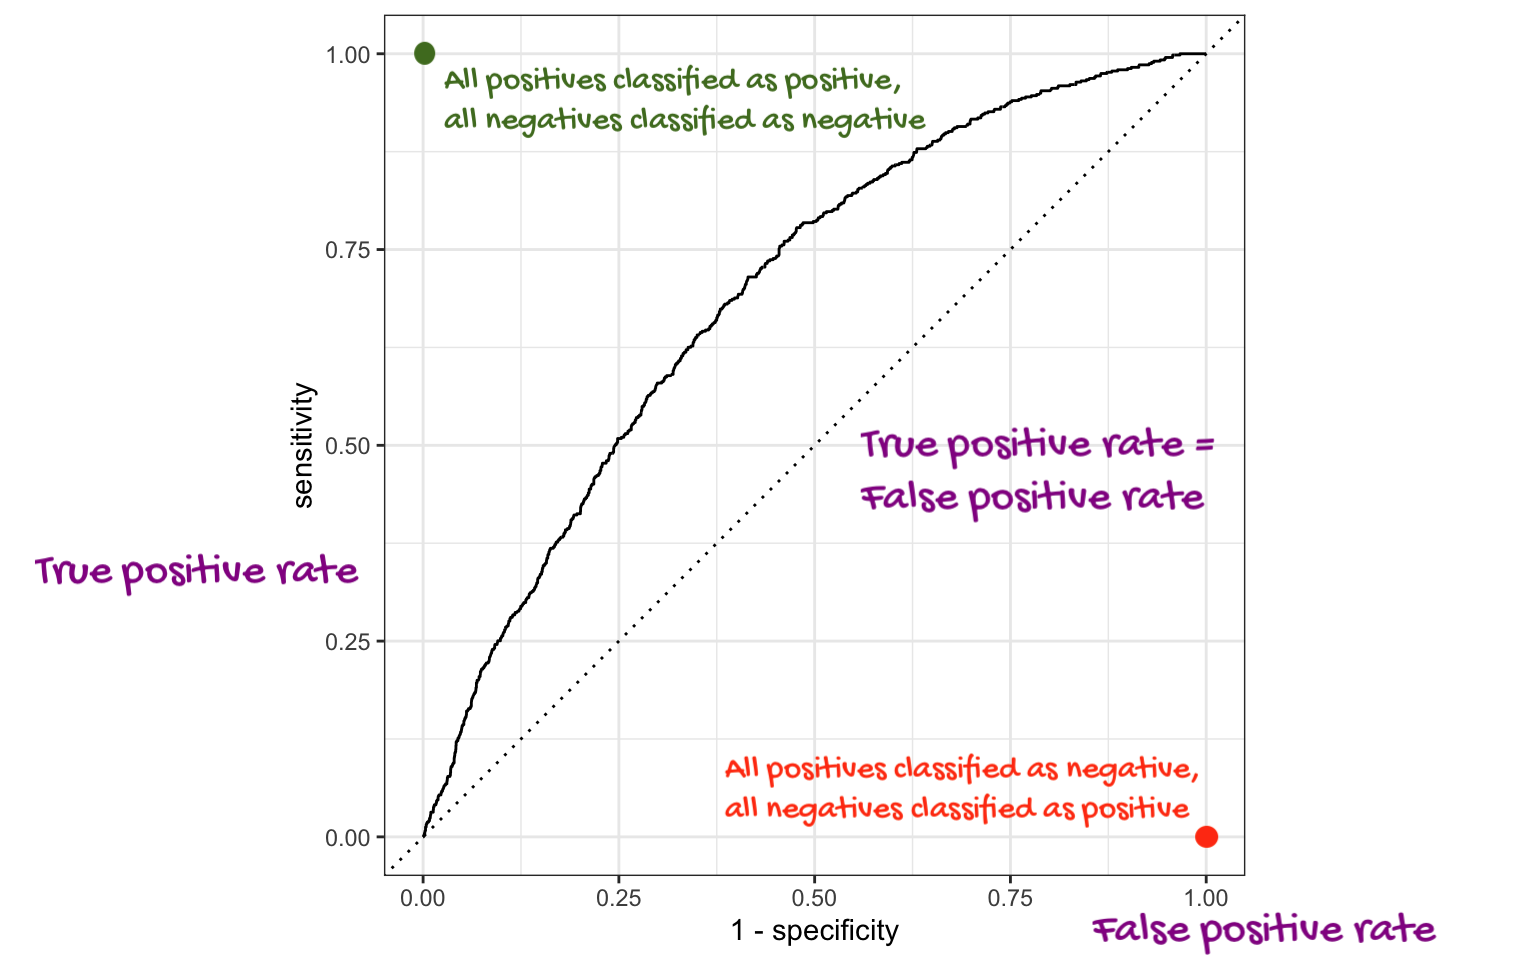 1.00
All positives classified as positive,
all negatives classified as negative
0.75
sensitivity
0.50
True positive rate =
False positive rate
True positive rate
0.25
All positives classified as negative,
all negatives classified as positive
0.00
0.00 0.25 0.50 0.75 1.00
1 - specificity
False positive rate